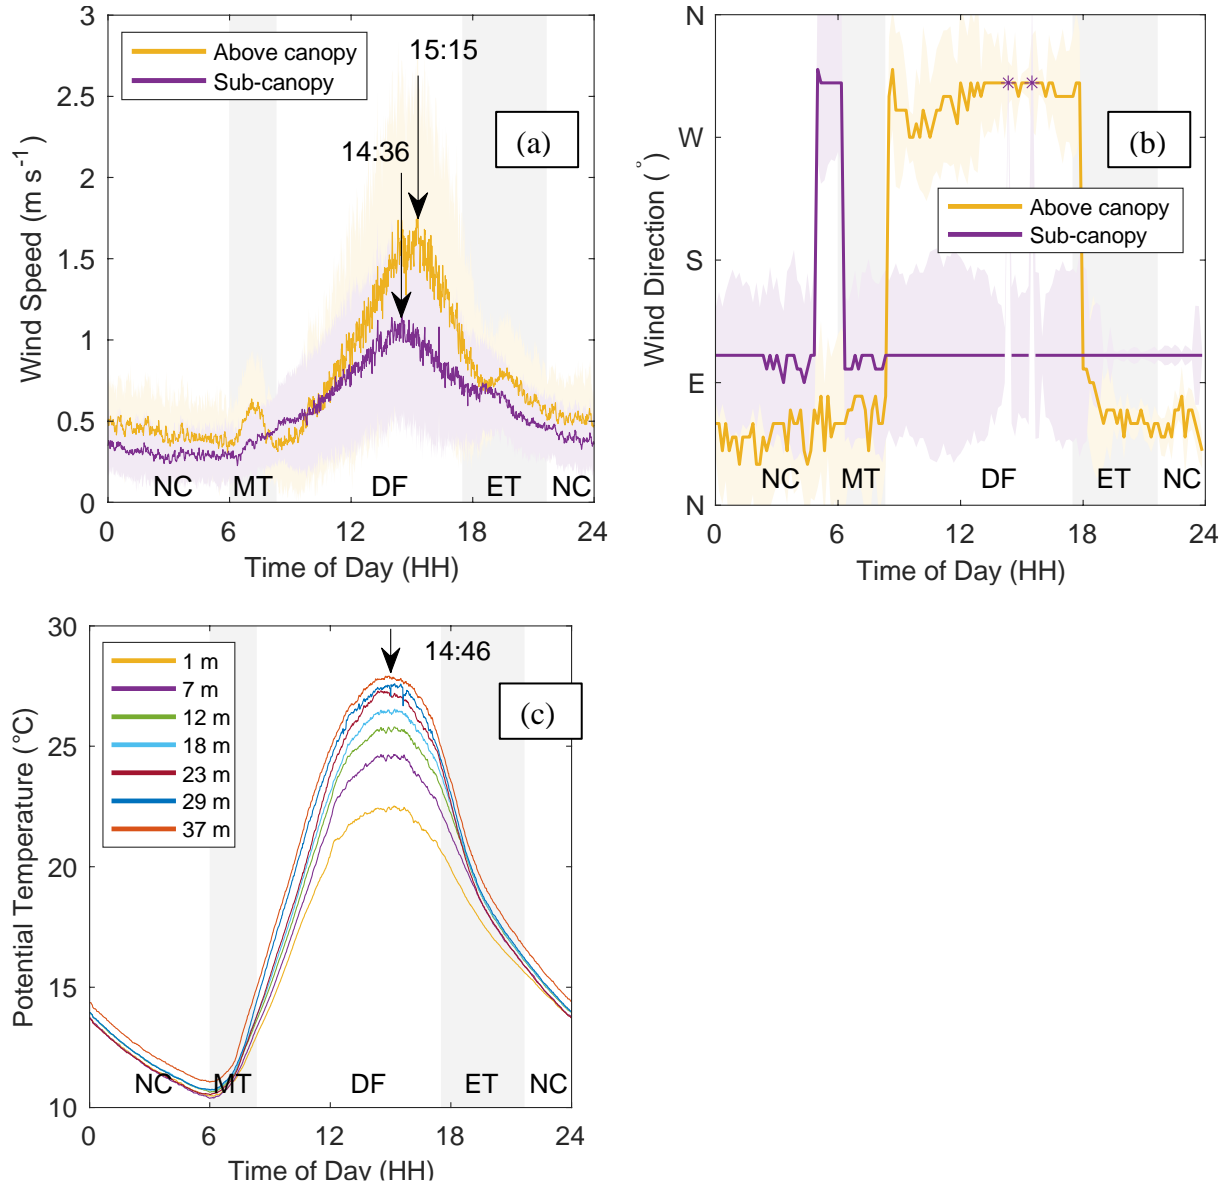 3
2.5
2
1.5
1
0.5
0
Wind Speed (m s⁻¹)
Above canopy
Sub-canopy
15:15
14:36
(a)
NC MT DF ET NC
0 6 12 18 24
Time of Day (HH)
N
W
S
E
N
Wind Direction (°)
(b)
Above canopy
Sub-canopy
NC MT DF ET NC
0 6 12 18 24
Time of Day (HH)
30
25
20
15
10
Potential Temperature (°C)
1 m
7 m
12 m
18 m
23 m
29 m
37 m
14:46
(c)
NC MT DF ET NC
0 6 12 18 24
Time of Day (HH)